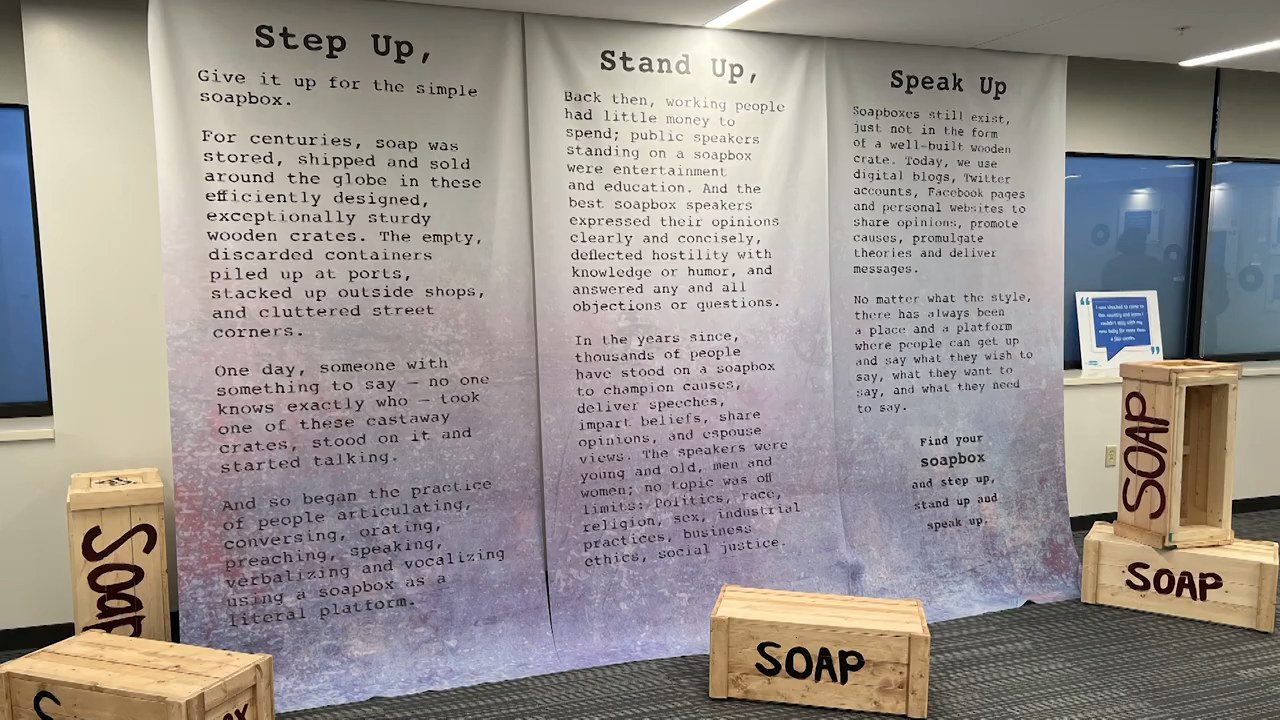 Step Up,
Give it up for the simple
soapbox.
For centuries, soap was
stored, shipped and sold
around the globe in these
efficiently designed,
exceptionally sturdy
wooden crates. The empty,
discarded containers
piled up at ports,
stacked up outside shops,
and cluttered street
corners.
One day, someone with
something to say — no one
knows exactly who — took
one of these castaway
crates, stood on it and
started talking.
And so began the practice
of people articulating,
conversing, orating,
preaching, speaking,
verbalizing and vocalizing
using a soapbox as a
literal platform.
Stand Up,
Back then, working people
had little money to
spend; public speakers
standing on a soapbox
were entertainment
and education. And the
best soapbox speakers
expressed their opinions
clearly and concisely,
deflected hostility with
knowledge or humor, and
answered any and all
objections or questions.
In the years since,
thousands of people
have stood on a soapbox
to champion causes,
deliver speeches,
impart beliefs, share
opinions, and espouse
views. The speakers were
young and old, men and
women; no topic was off
limits: Politics, race,
religion, sex, industrial
practices, business
ethics, social justice.
Speak Up
Soapboxes still exist,
just not in the form
of a well-built wooden
crate. Today, we use
digital blogs, Twitter
accounts, Facebook pages
and personal websites to
share opinions, promote
causes, promulgate
theories and deliver
messages.
No matter what the style,
there has always been
a place and a platform
where people can get up
and say what they wish to
say, what they want to
say, and what they need
to say.
Find your
soapbox
and step up,
stand up and
speak up.
Soap
SOAP
SOAP
SOAP